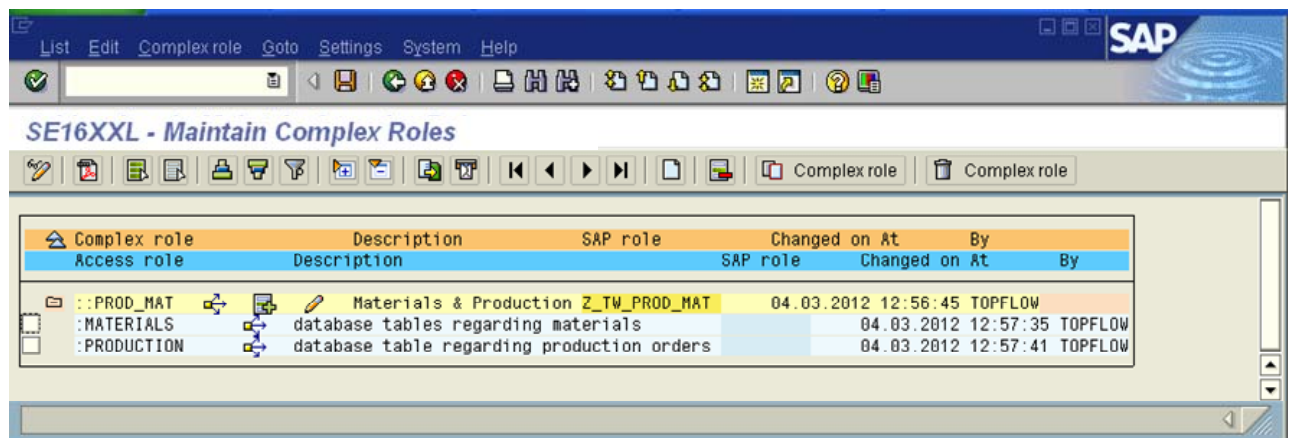 List Edit Complex role Goto Settings System Help
SAP
SE16XXL - Maintain Complex Roles
Complex role Complex role
Complex role Description SAP role Changed on At By
Access role Description SAP role Changed on At By
::PROD_MAT Materials & Production Z_TW_PROD_MAT 04.03.2012 12:56:45 TOPFLOW
:MATERIALS database tables regarding materials 04.03.2012 12:57:35 TOPFLOW
:PRODUCTION database table regarding production orders 04.03.2012 12:57:41 TOPFLOW